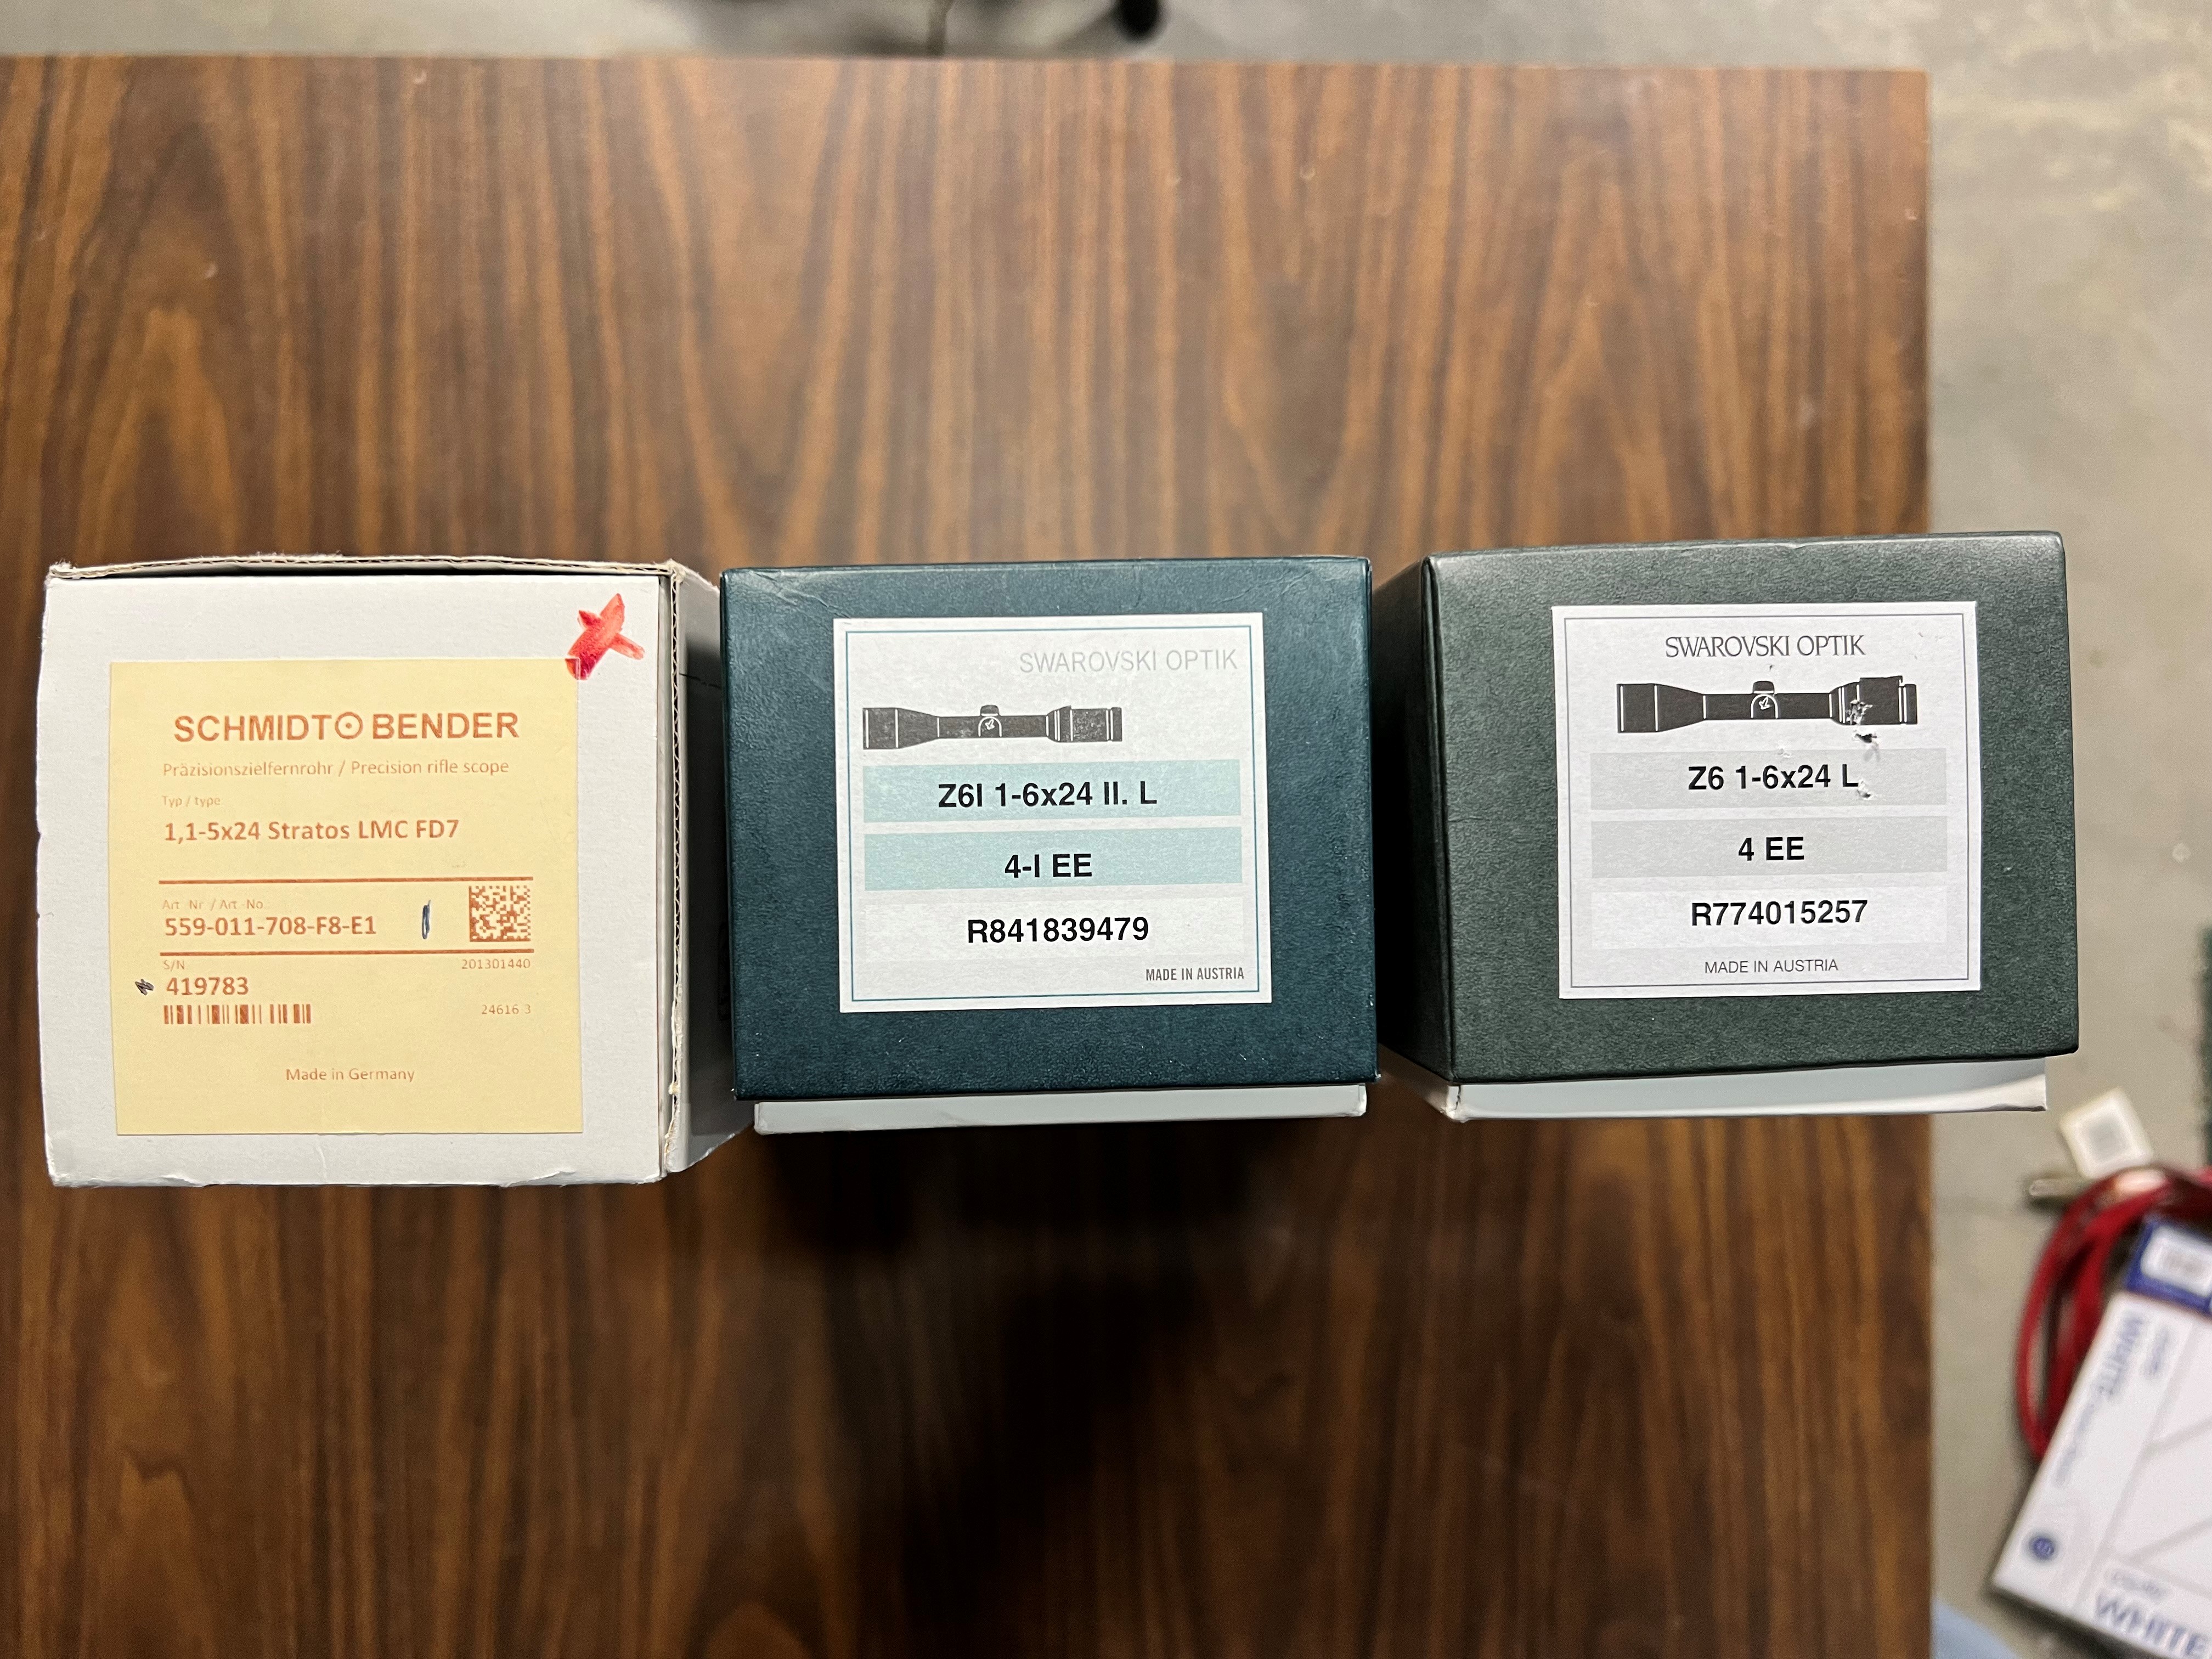 SCHMIDT BENDER
Präzisionszielfernrohr / Precision rifle scope
Typ / type
1,1-5x24 Stratos LMC FD7
Art.-Nr. / Art.-No.
559-011-708-F8-E1
S/N
201301440
419783
24616 3
Made in Germany
SWAROVSKI OPTIK
Z6I 1-6x24 II. L
4-I EE
R841839479
MADE IN AUSTRIA
SWAROVSKI OPTIK
Z6 1-6x24 L
4 EE
R774015257
MADE IN AUSTRIA
WHITE
WHITE